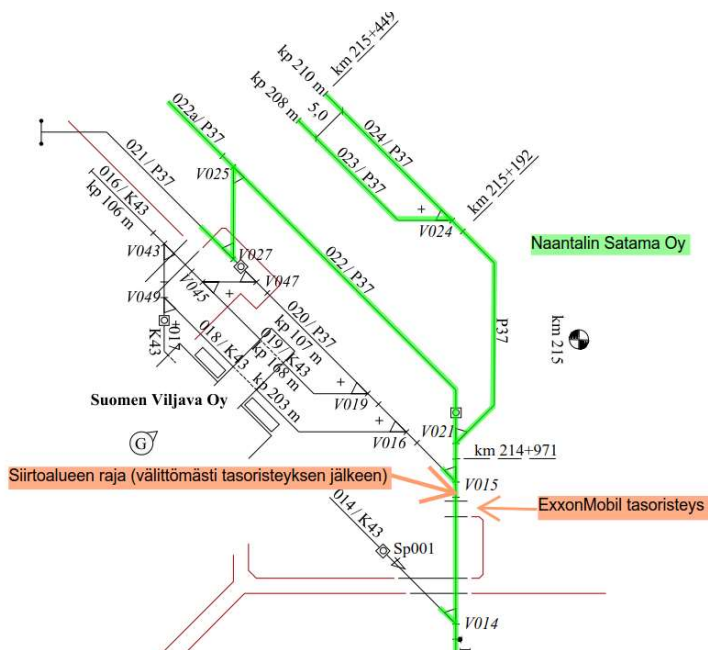 km 215+449
kp 210 m
kp 208 m
5,0
024/ P37
023/ P37
km 215+192
V024
022a/ P37
021/ P37
V025
016/ K43
kp 106 m
V043
V027
V047
V045
V049
+017
K43
018/ K43
019/ K43
020/ P37
kp 107 m
kp 168 m
kp 203 m
022/ P37
P37
Naantalin Satama Oy
km 215
Suomen Viljava Oy
G
V019
V016
V021
km 214+971
Siirtoalueen raja (välittömästi tasoristeyksen jälkeen)
V015
ExxonMobil tasoristeys
014/ K43
Sp001
V014